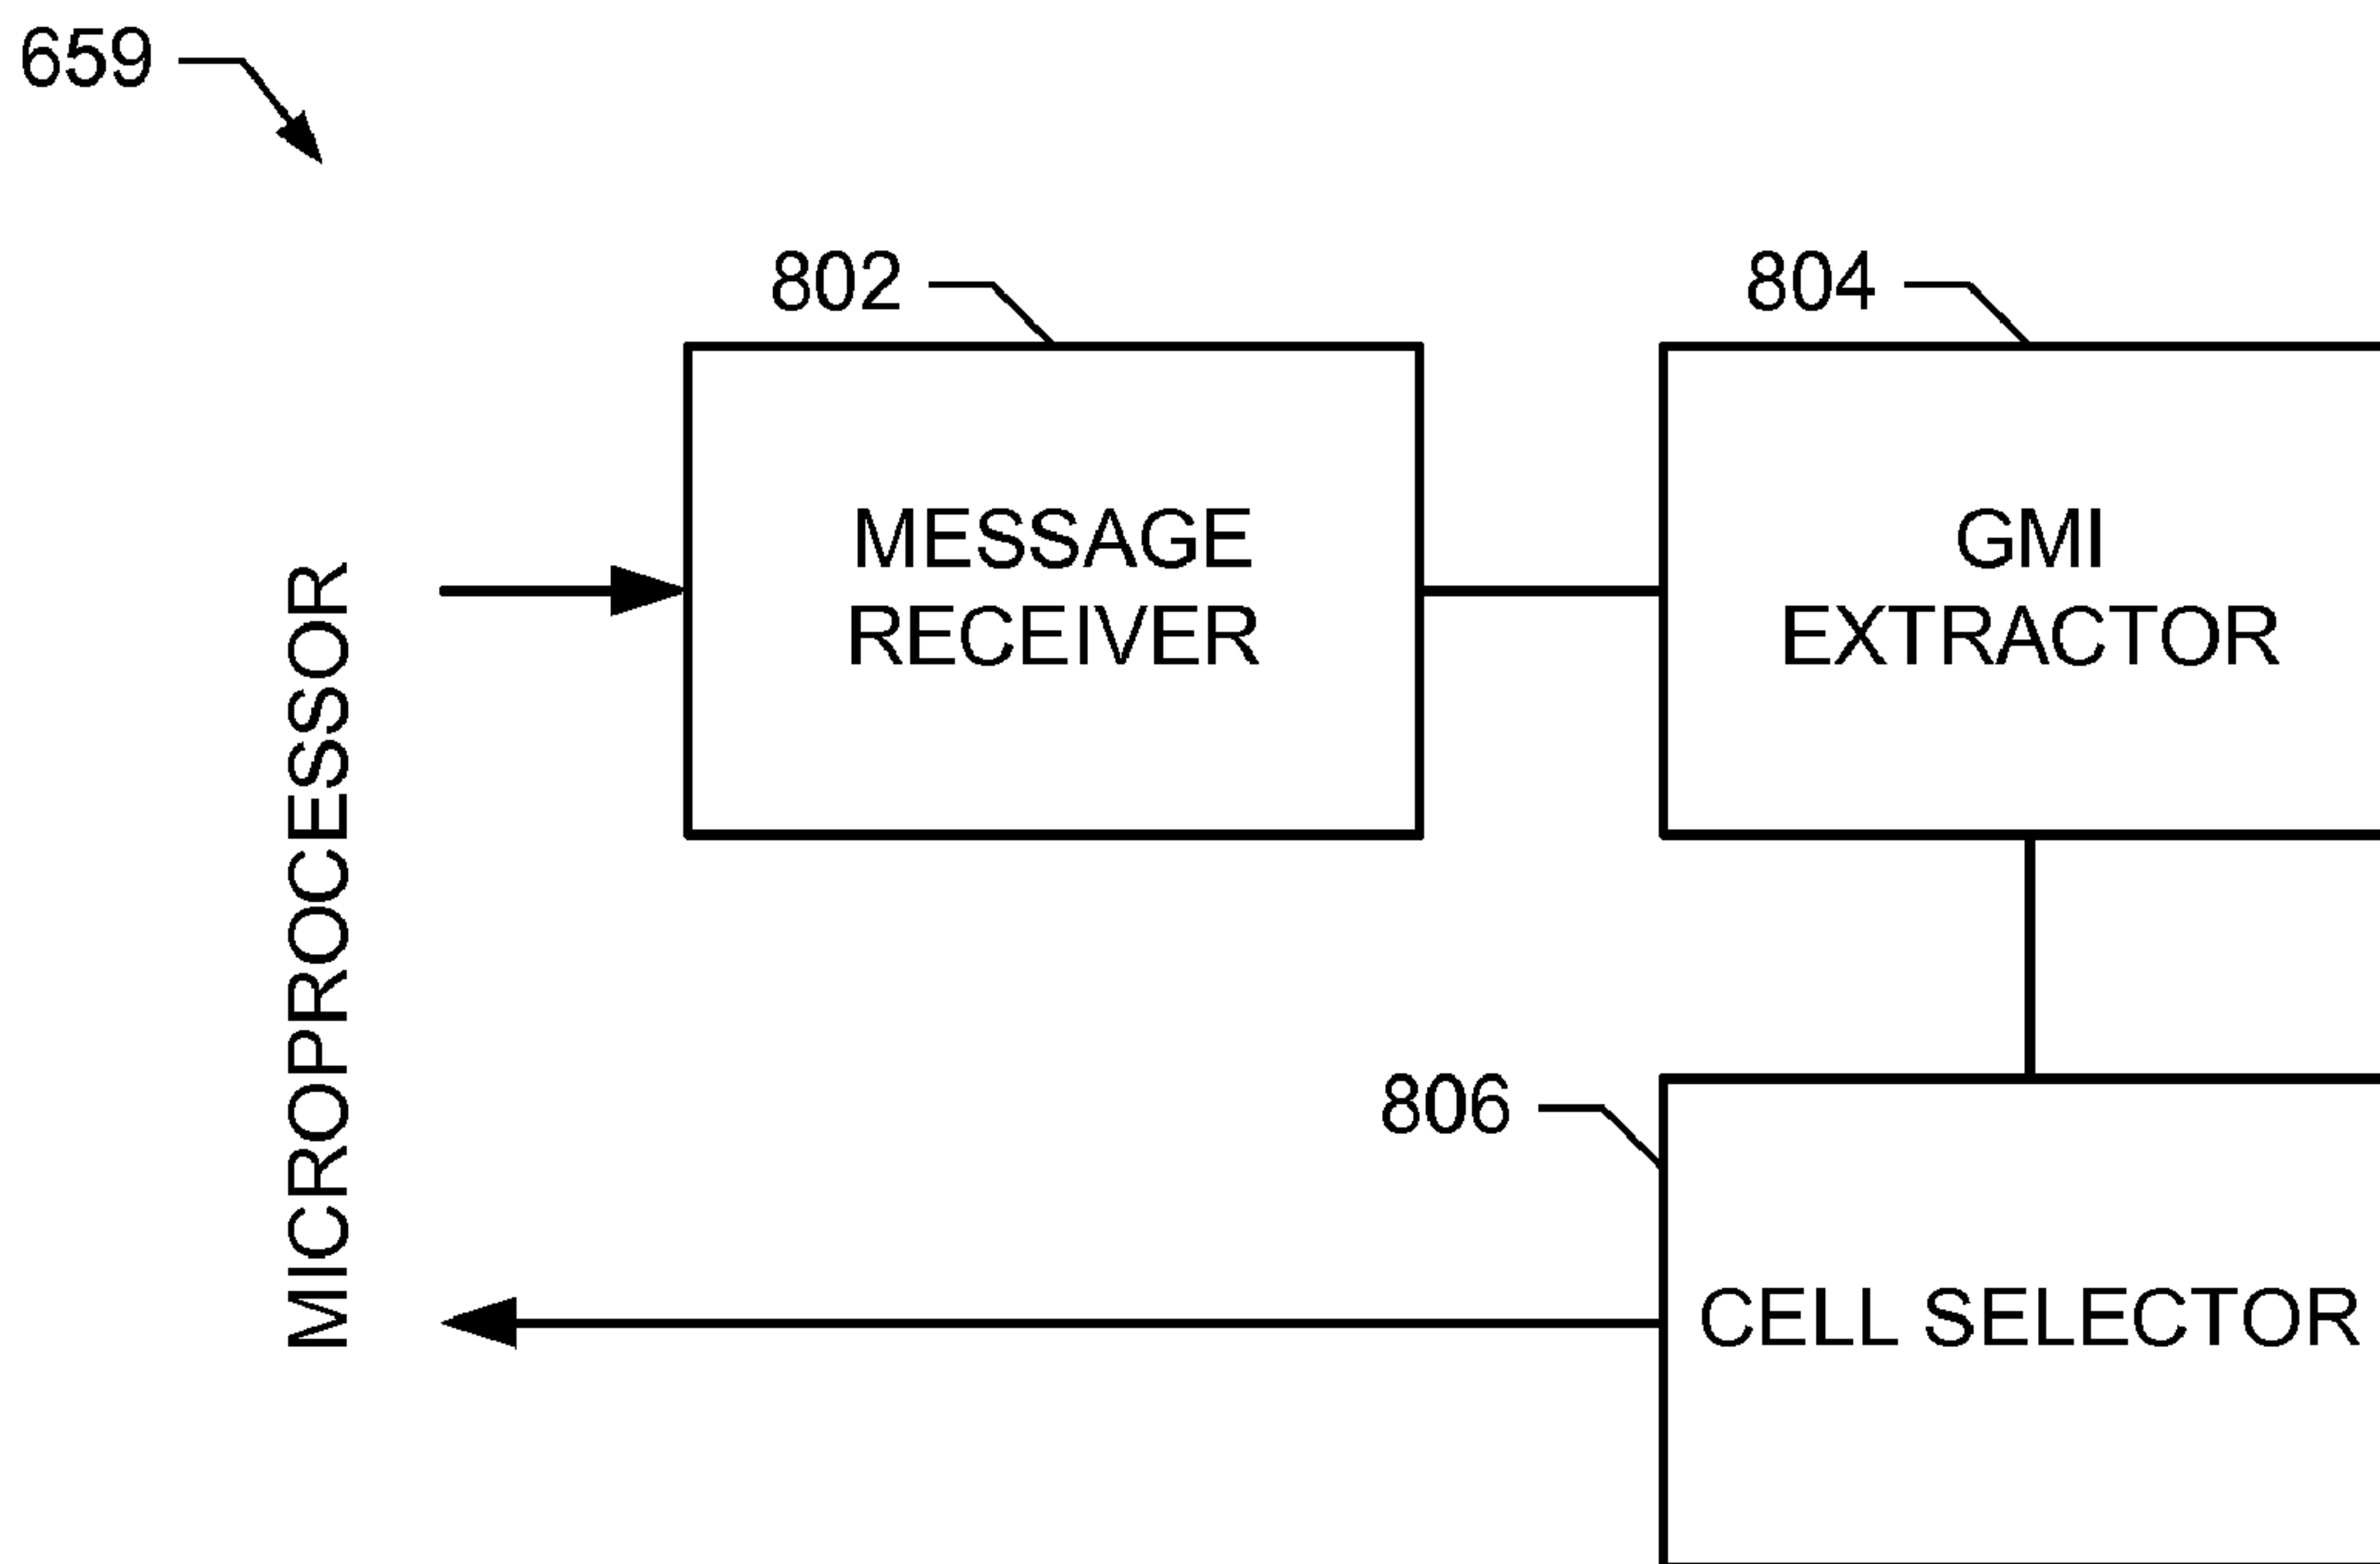 659
802
804
MESSAGE
RECEIVER
GMI
EXTRACTOR
MICROPROCESSOR
806
CELL SELECTOR